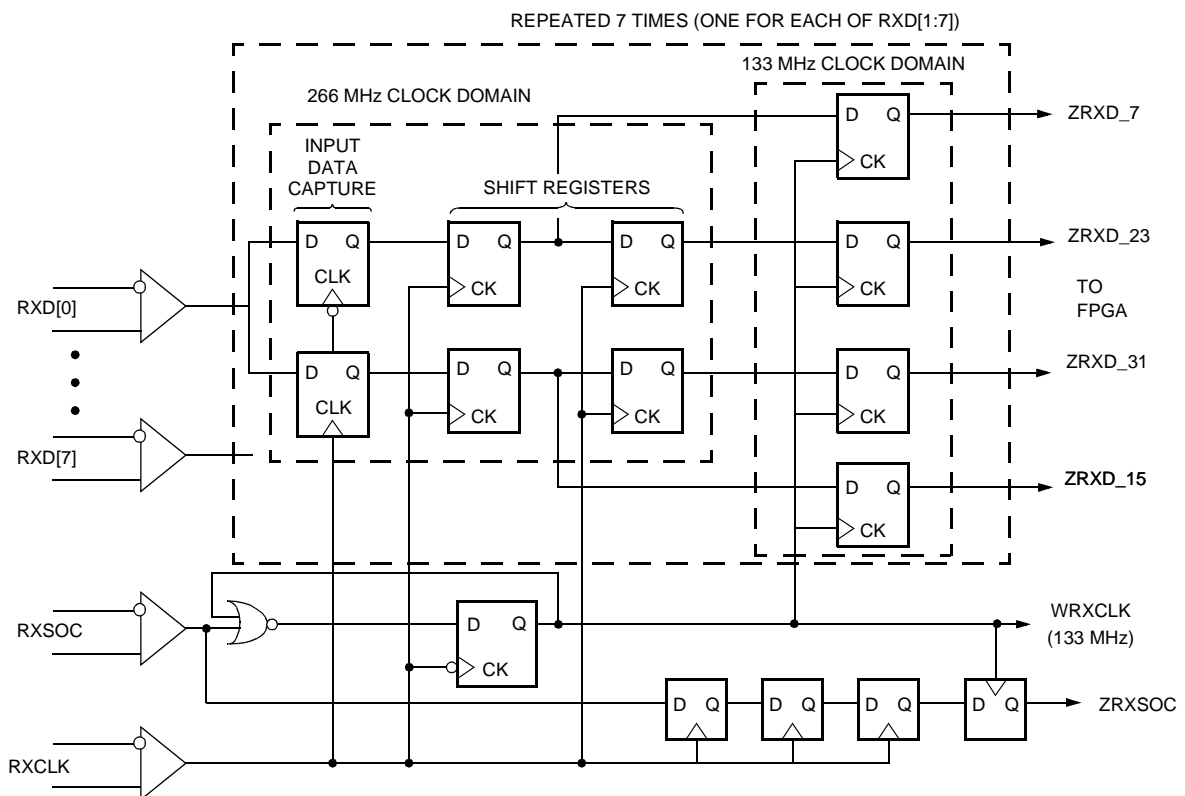 REPEATED 7 TIMES (ONE FOR EACH OF RXD[1:7])
133 MHz CLOCK DOMAIN
266 MHz CLOCK DOMAIN
D Q
CK
ZRXD_7
INPUT
DATA
CAPTURE
SHIFT REGISTERS
D Q
CLK
D Q
CK
D Q
CK
D Q
CK
ZRXD_23
TO
FPGA
RXD[0]
D Q
CLK
D Q
CK
D Q
CK
D Q
CK
ZRXD_31
RXD[7]
D Q
CK
ZRXD_15
RXSOC
D Q
CK
WRXCLK
(133 MHz)
D Q
D Q
D Q
D Q
ZRXSOC
RXCLK